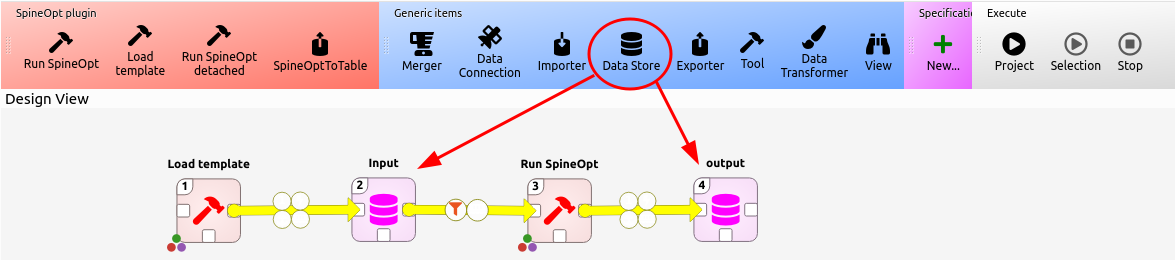 SpineOpt plugin
Generic items
Specificatio
Execute
Run SpineOpt
Load
template
Run SpineOpt
detached
SpineOptToTable
Merger
Data
Connection
Importer
Data Store
Exporter
Tool
Data
Transformer
View
New...
Project
Selection
Stop
Design View
Load template
Input
Run SpineOpt
output
1
2
3
4